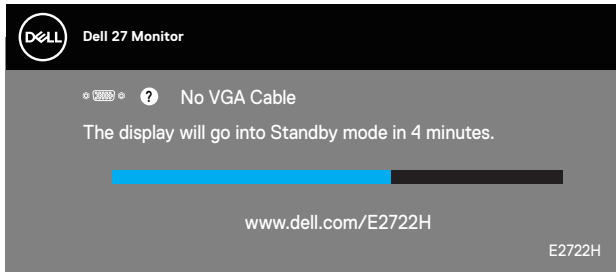 DELL
Dell 27 Monitor
? No VGA Cable
The display will go into Standby mode in 4 minutes.
www.dell.com/E2722H
E2722H